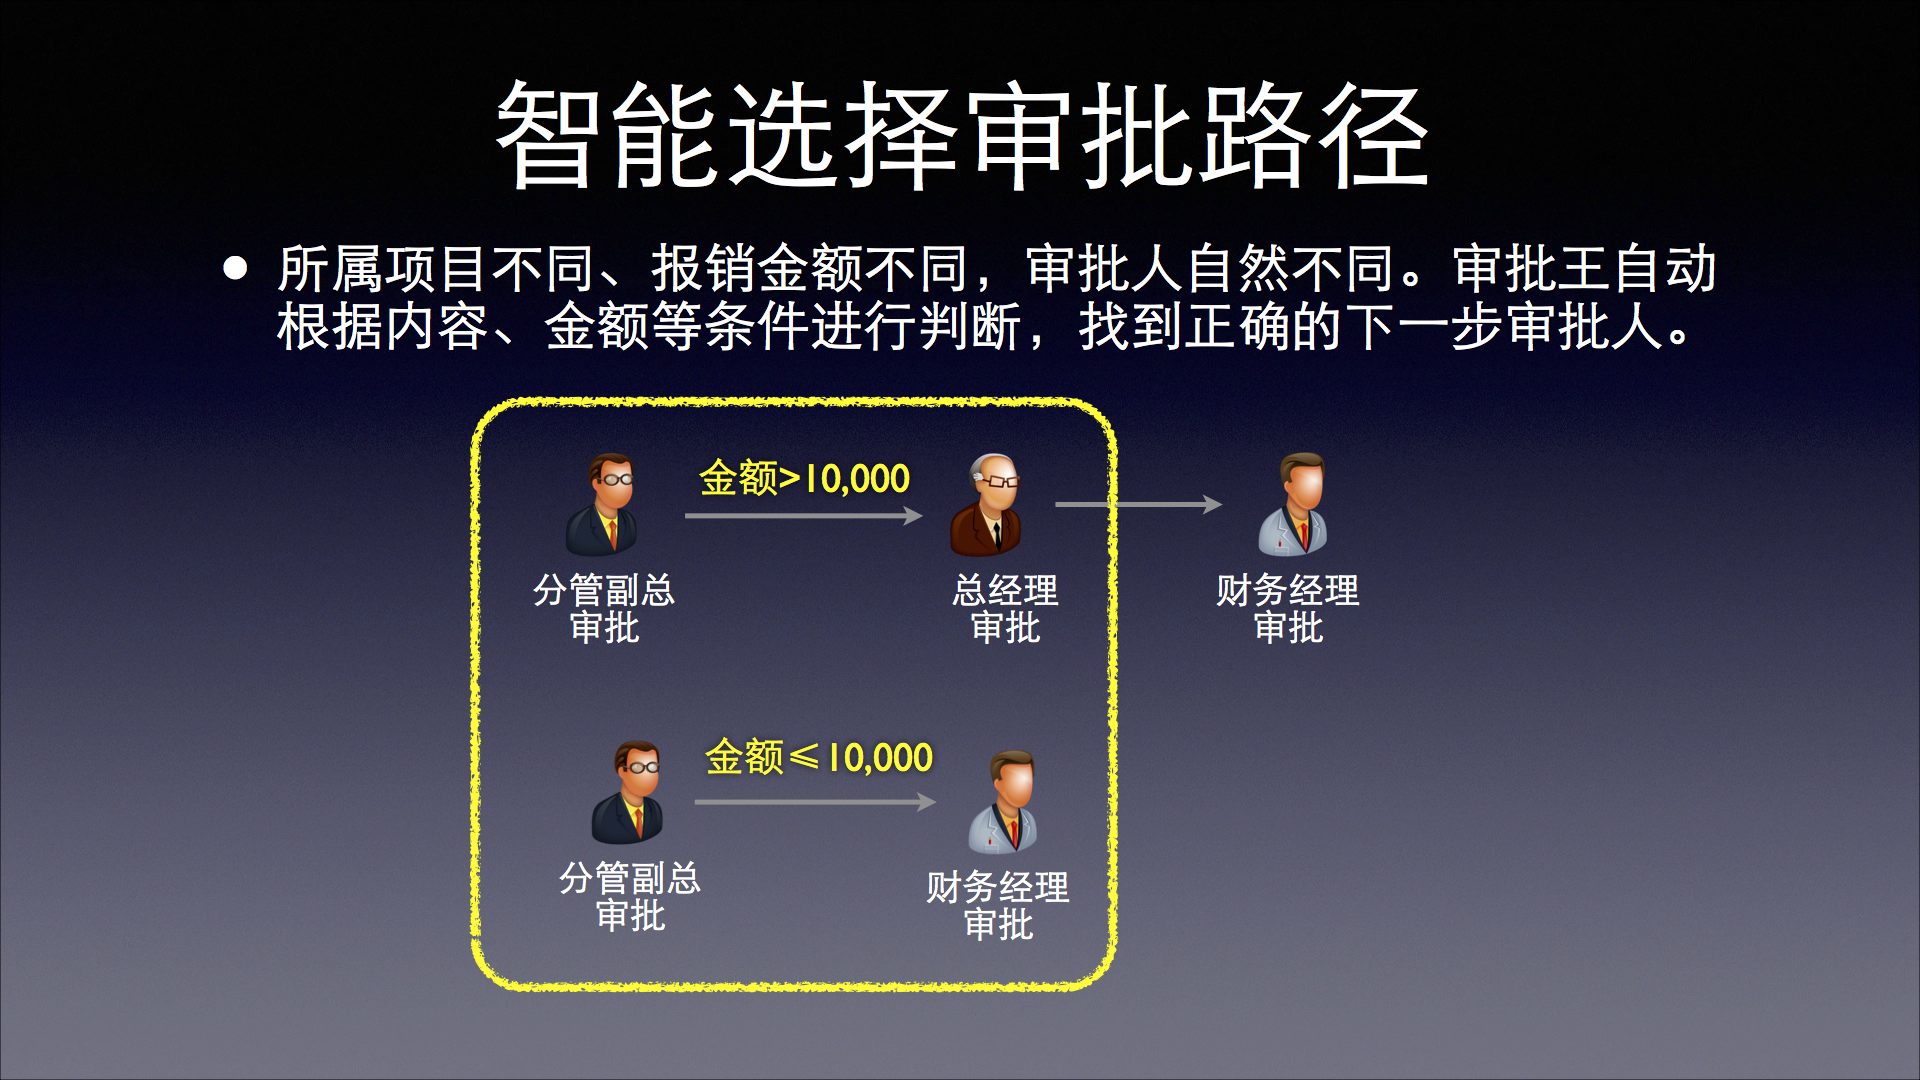 智能选择审批路径
• 所属项目不同、报销金额不同，审批人自然不同。审批王自动
根据内容、金额等条件进行判断，找到正确的下一步审批人。
金额>10,000
分管副总
审批
总经理
审批
财务经理
审批
金额≤10,000
分管副总
审批
财务经理
审批